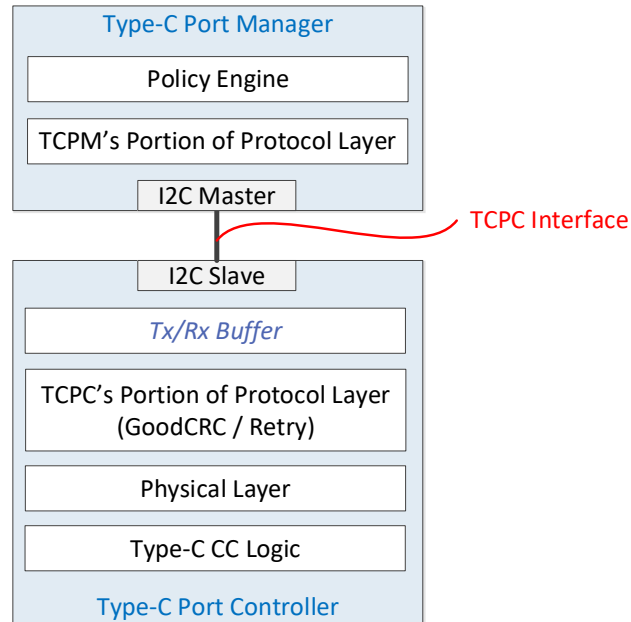 Type-C Port Manager
Policy Engine
TCPM’s Portion of Protocol Layer
I2C Master
TCPC Interface
I2C Slave
Tx/Rx Buffer
TCPC’s Portion of Protocol Layer
(GoodCRC / Retry)
Physical Layer
Type-C CC Logic
Type-C Port Controller